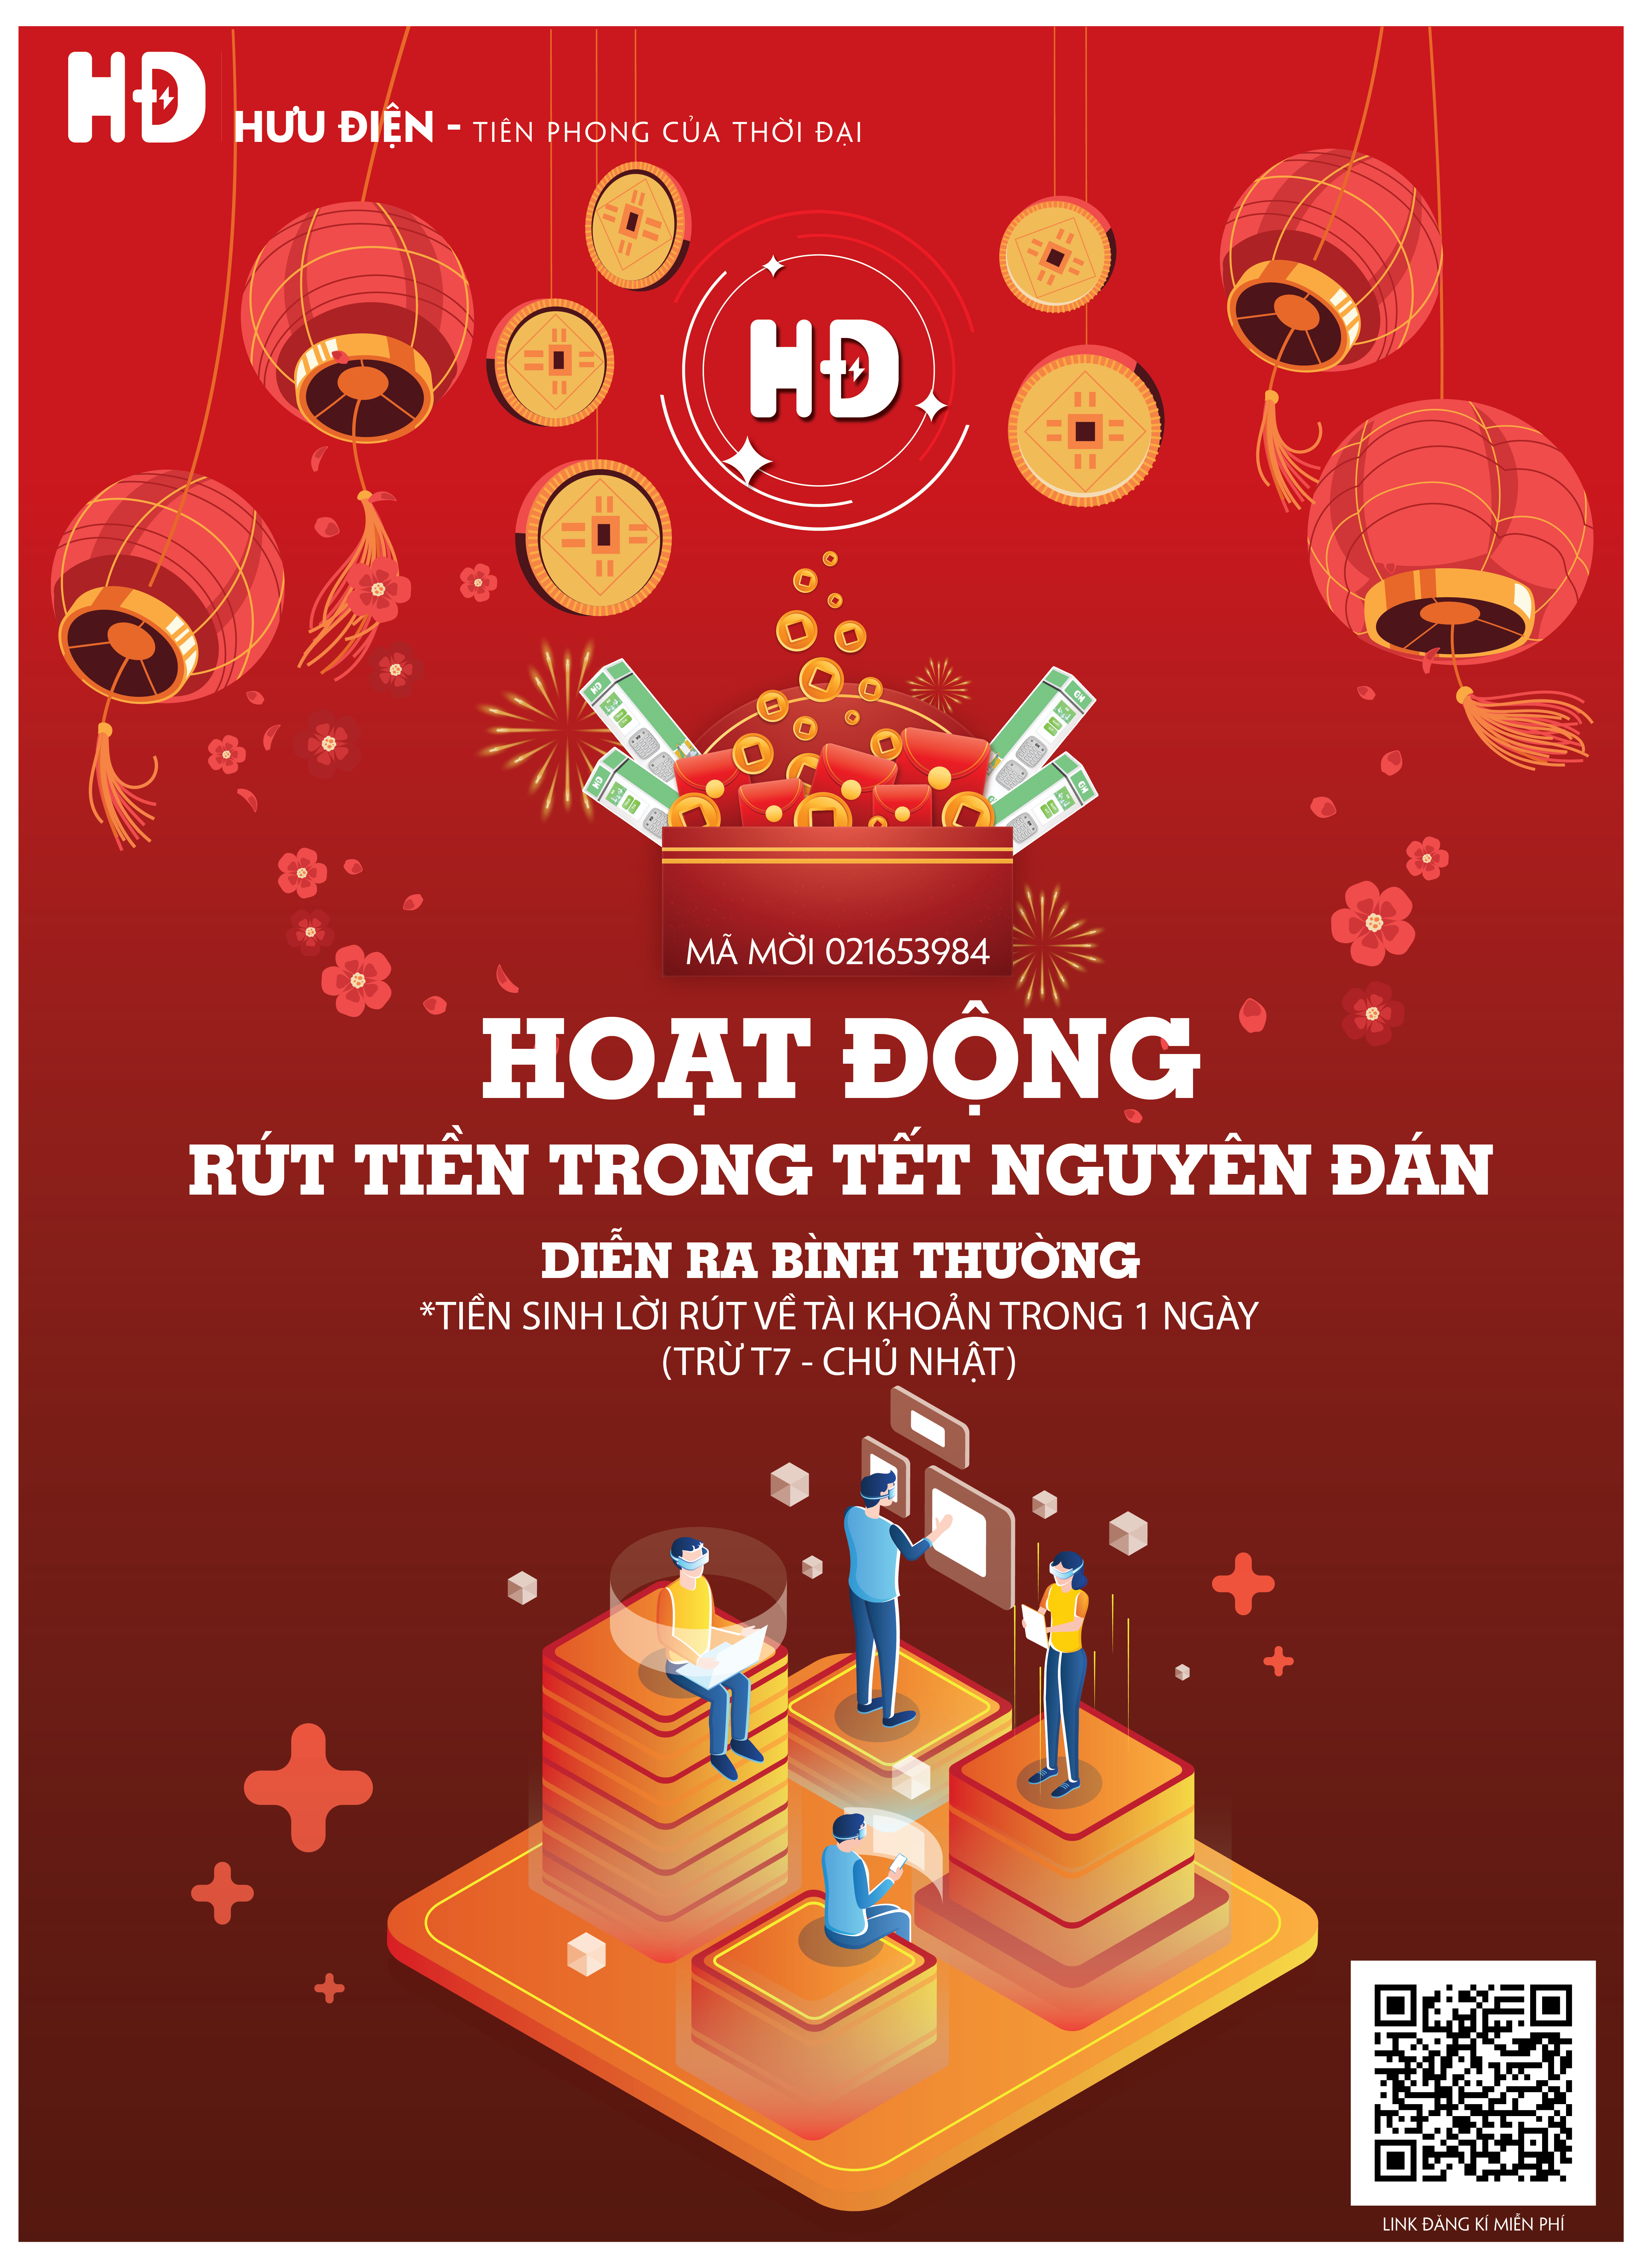 HĐ
HƯU ĐIỆN - TIÊN PHONG CỦA THỜI ĐẠI
HĐ
MÃ MỜI 021653984
HOẠT ĐỘNG
RÚT TIỀN TRONG TẾT NGUYÊN ĐÁN
DIỄN RA BÌNH THƯỜNG
*TIỀN SINH LỜI RÚT VỀ TÀI KHOẢN TRONG 1 NGÀY
(TRỪ T7 - CHỦ NHẬT)
LINK ĐĂNG KÍ MIỄN PHÍ